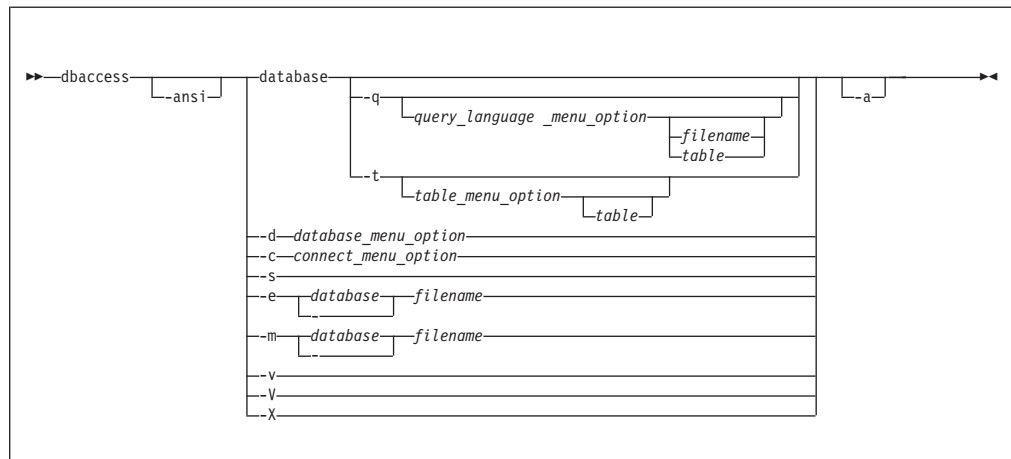 dbaccess database
-ansi -q -a
query_language _menu_option
filename
table
-t
table_menu_option
table
-d database_menu_option
-c connect_menu_option
-s
-e database filename
-
-m database filename
-
-v
-V
-X